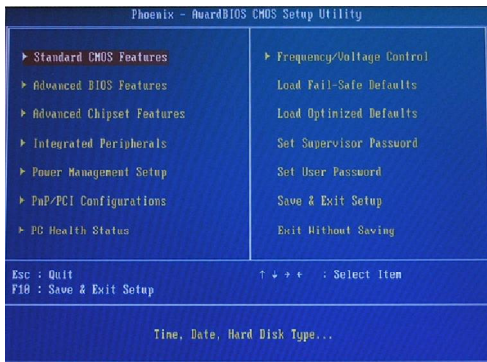 Phoenix - AwardBIOS CMOS Setup Utility
▸ Standard CMOS Features
▸ Advanced BIOS Features
▸ Advanced Chipset Features
▸ Integrated Peripherals
▸ Power Management Setup
▸ PnP/PCI Configurations
▸ PC Health Status
▸ Frequency/Voltage Control
Load Fail-Safe Defaults
Load Optimized Defaults
Set Supervisor Password
Set User Password
Save & Exit Setup
Exit Without Saving
Esc : Quit
F10 : Save & Exit Setup
↑ ↓ → ← : Select Item
Time, Date, Hard Disk Type...